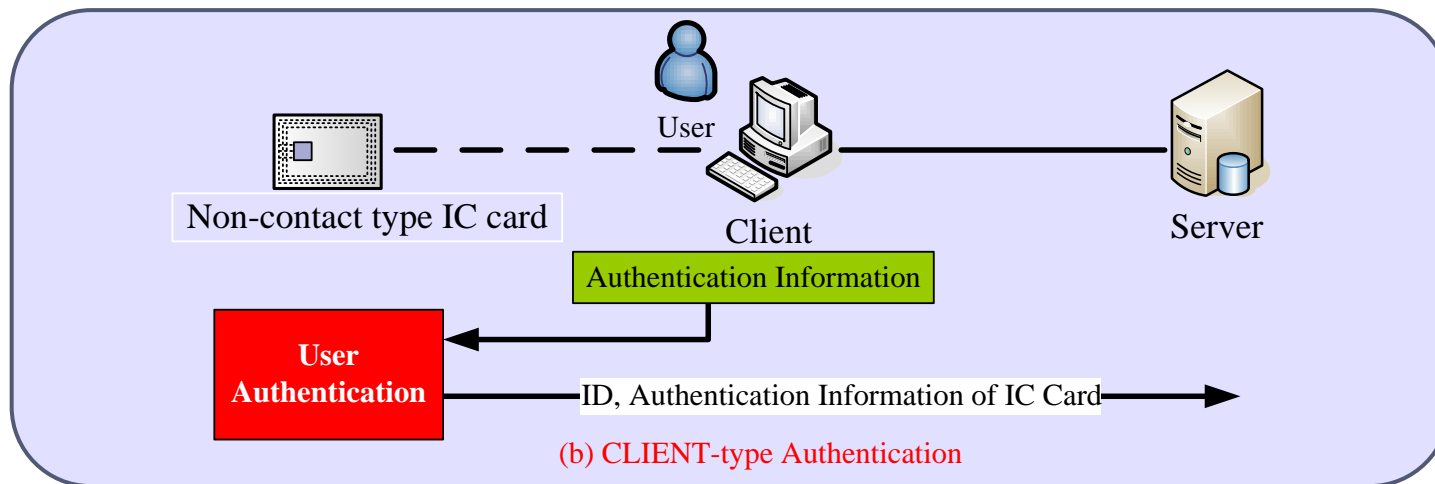 User
Non-contact type IC card
Client
Server
Authentication Information
User
Authentication
ID, Authentication Information of IC Card
(b) CLIENT-type Authentication